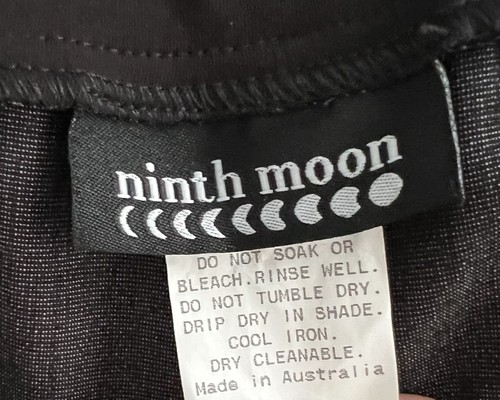 ninth moon
DO NOT SOAK OR
BLEACH.RINSE WELL.
DO NOT TUMBLE DRY.
DRIP DRY IN SHADE.
COOL IRON.
DRY CLEANABLE.
Made in Australia